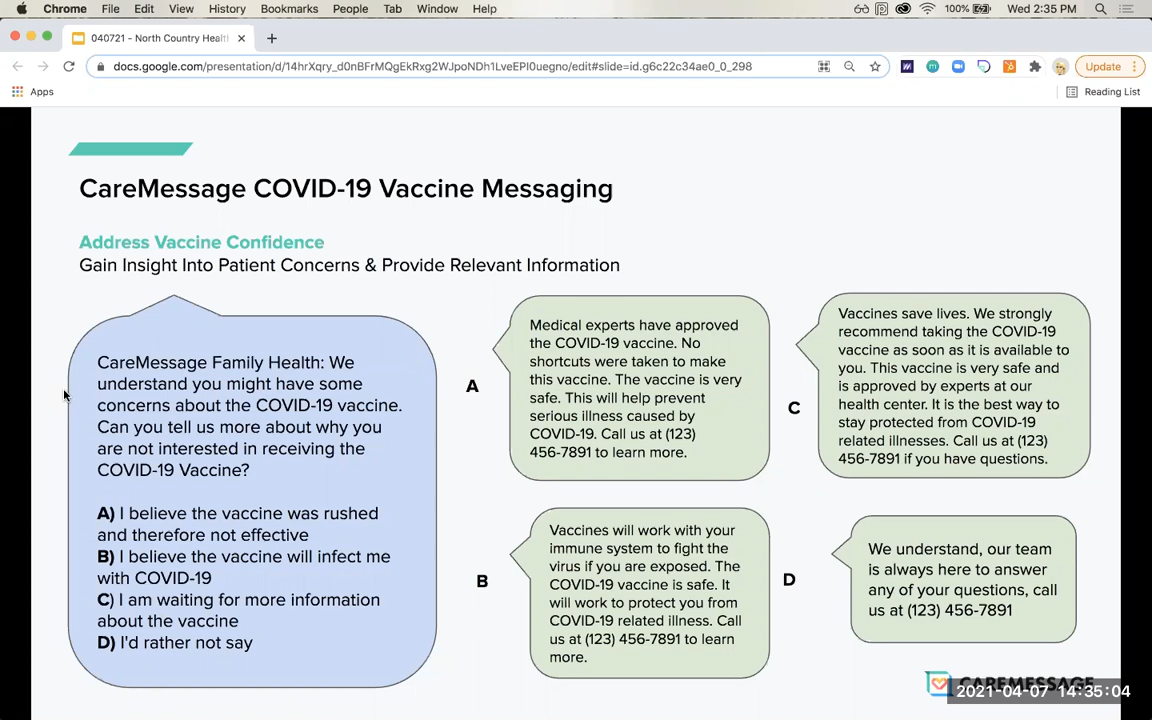 Chrome File Edit View History Bookmarks People Tab Window Help 100% Wed 2:35 PM
040721 - North Country Healt
docs.google.com/presentation/d/14hrXqry_d0nBFrMQgEkRxg2WJpoNDh1LveEPI0uegno/edit#slide=id.g6c22c34ae0_0_298 Update
Apps Reading List
CareMessage COVID-19 Vaccine Messaging
Address Vaccine Confidence
Gain Insight Into Patient Concerns & Provide Relevant Information
CareMessage Family Health: We
understand you might have some
concerns about the COVID-19 vaccine.
Can you tell us more about why you
are not interested in receiving the
COVID-19 Vaccine?
A) I believe the vaccine was rushed
and therefore not effective
B) I believe the vaccine will infect me
with COVID-19
C) I am waiting for more information
about the vaccine
D) I'd rather not say
A
Medical experts have approved
the COVID-19 vaccine. No
shortcuts were taken to make
this vaccine. The vaccine is very
safe. This will help prevent
serious illness caused by
COVID-19. Call us at (123)
456-7891 to learn more.
B
Vaccines will work with your
immune system to fight the
virus if you are exposed. The
COVID-19 vaccine is safe. It
will work to protect you from
COVID-19 related illness. Call
us at (123) 456-7891 to learn
more.
C
Vaccines save lives. We strongly
recommend taking the COVID-19
vaccine as soon as it is available to
you. This vaccine is very safe and
is approved by experts at our
health center. It is the best way to
stay protected from COVID-19
related illnesses. Call us at (123)
456-7891 if you have questions.
D
We understand, our team
is always here to answer
any of your questions, call
us at (123) 456-7891
CAREMESSAGE
2021-04-07 14:35:04